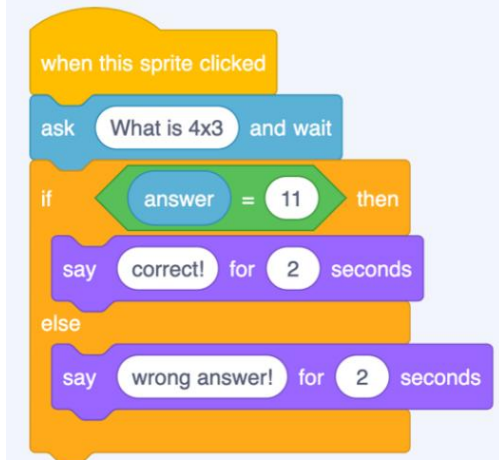 when this sprite clicked
ask What is 4x3 and wait
if answer = 11 then
say correct! for 2 seconds
else
say wrong answer! for 2 seconds